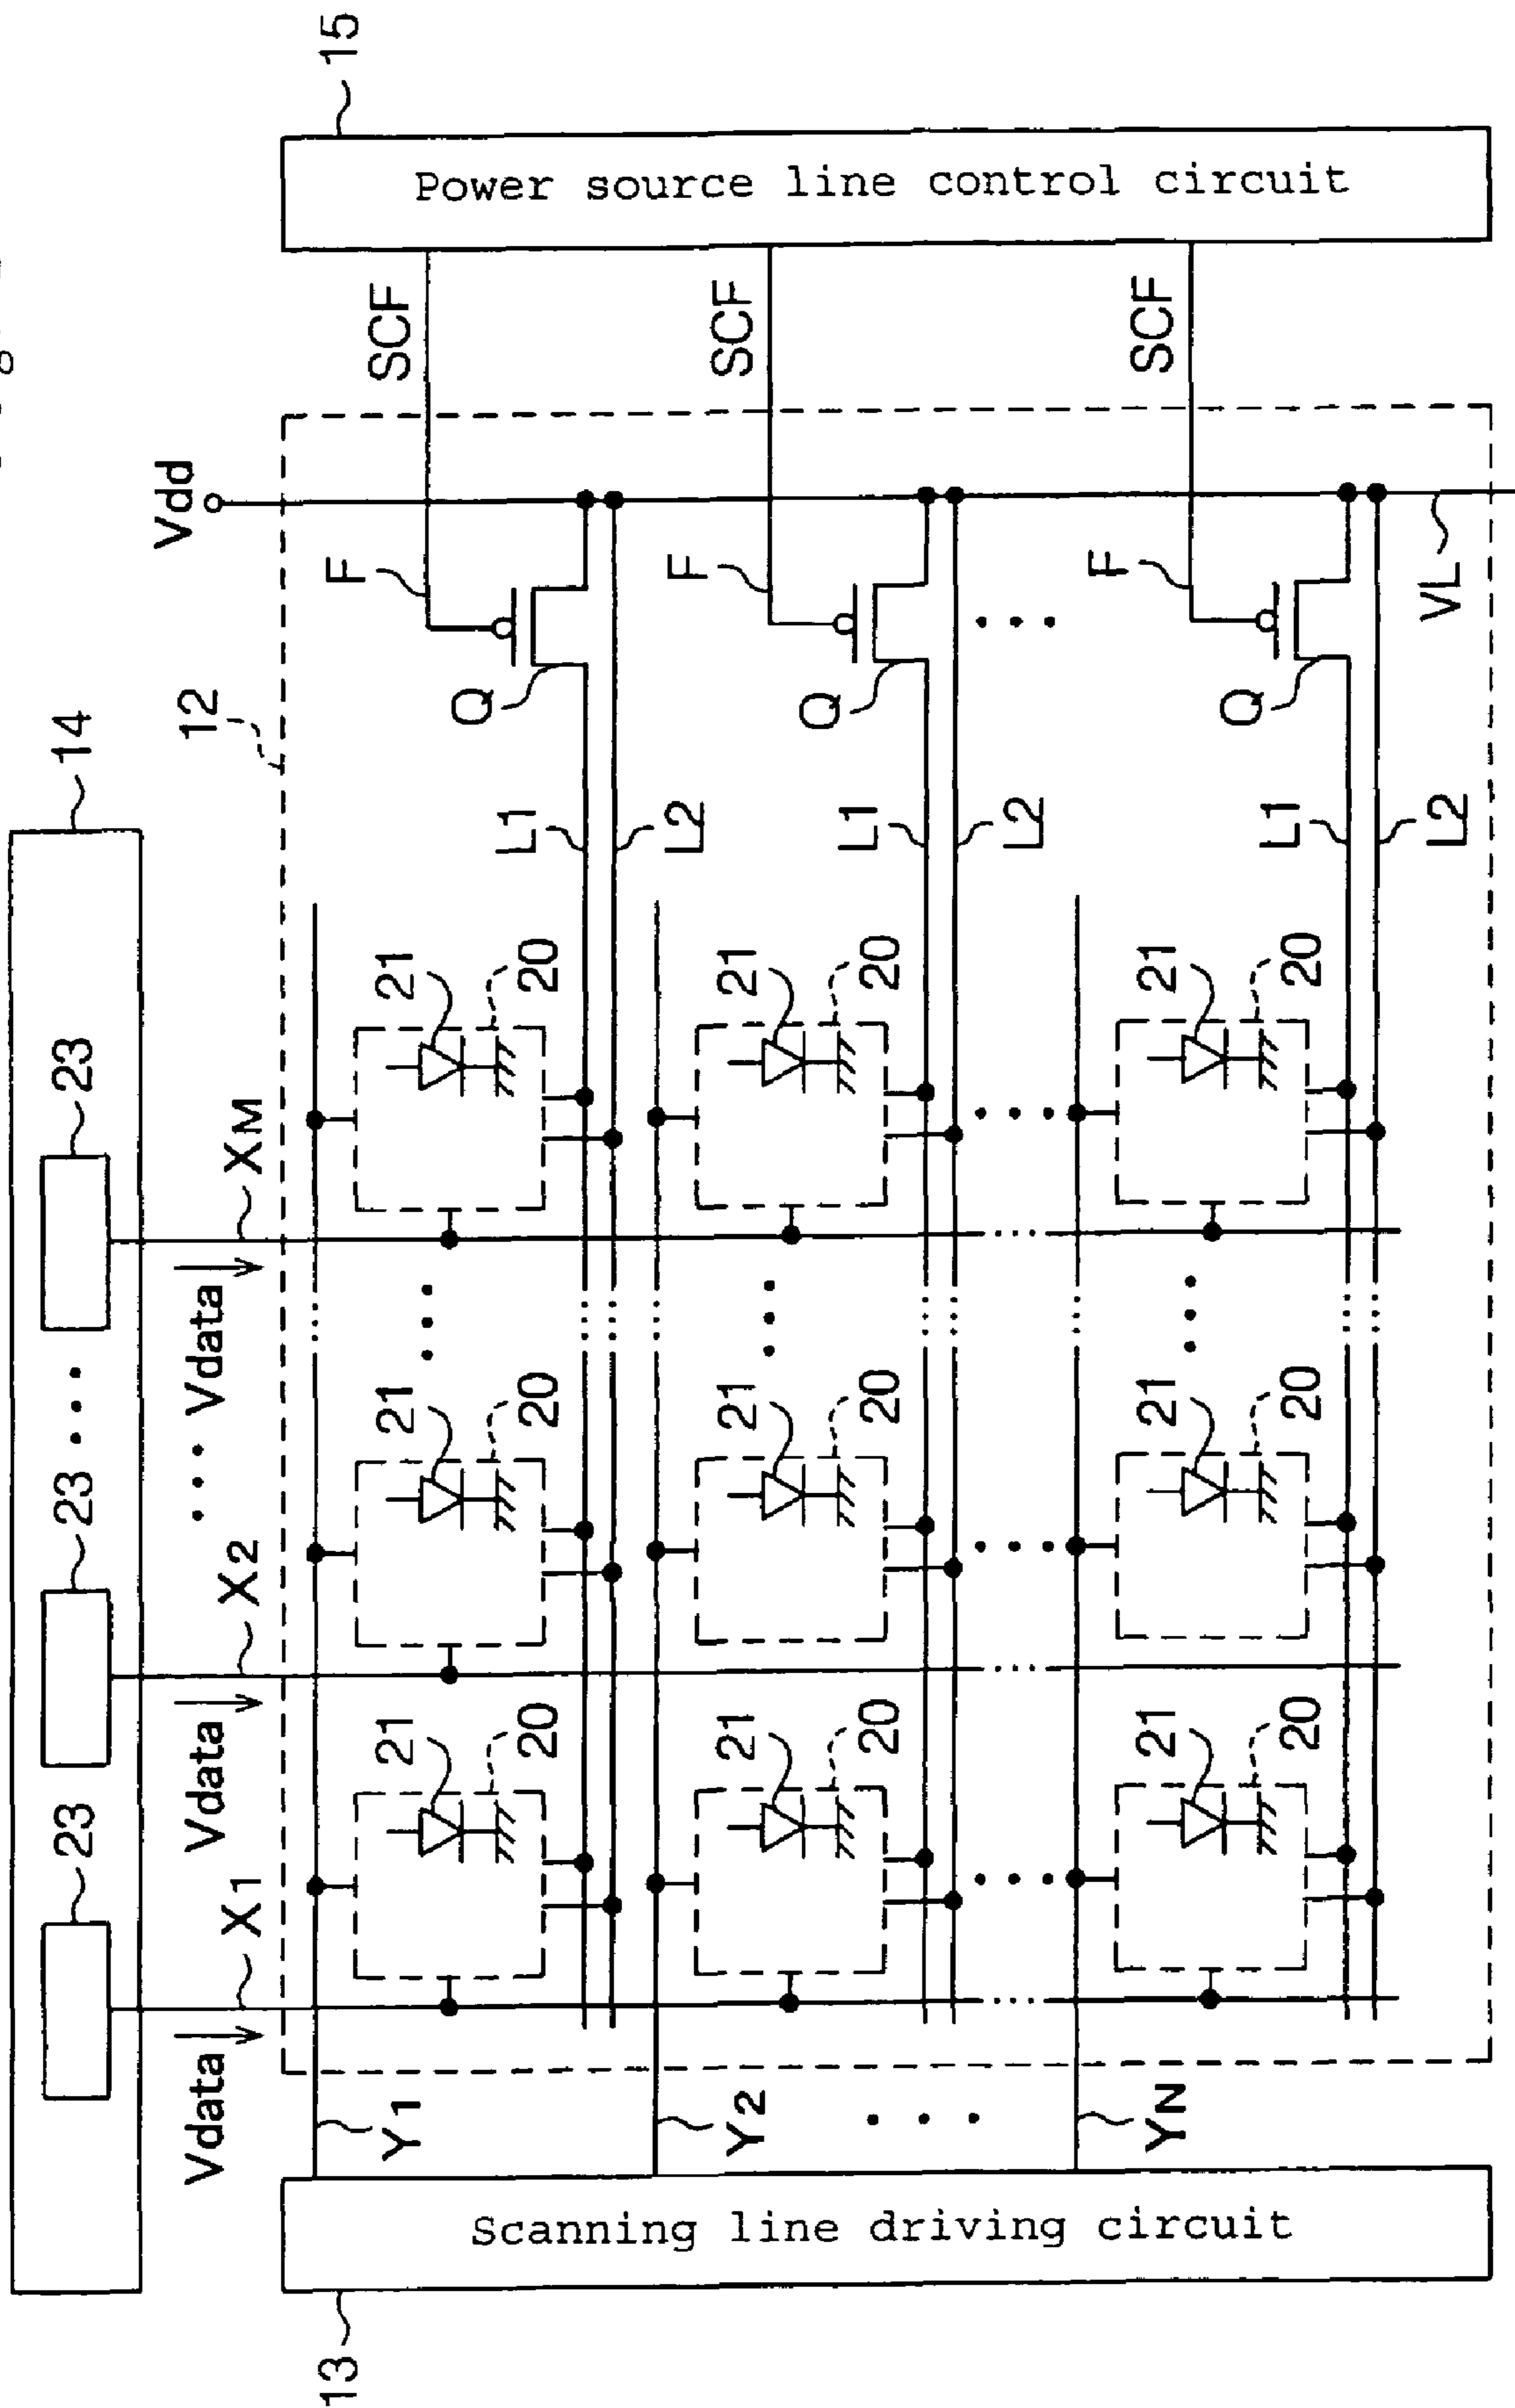 23 23 ... 23 14
Vdata Vdata ... Vdata 12 Vdd
X1 X2 XM
13 F 15
Y1 21 21 ... 21 SCF
Scanning line driving circuit
Power source line control circuit
Q
20 20 20 L1
L2 F
Y2 21 21 ... 21 SCF
Q
20 20 20 L1
L2
F
YN 21 21 ... 21 SCF
Q
20 20 20 L1
L2 VL